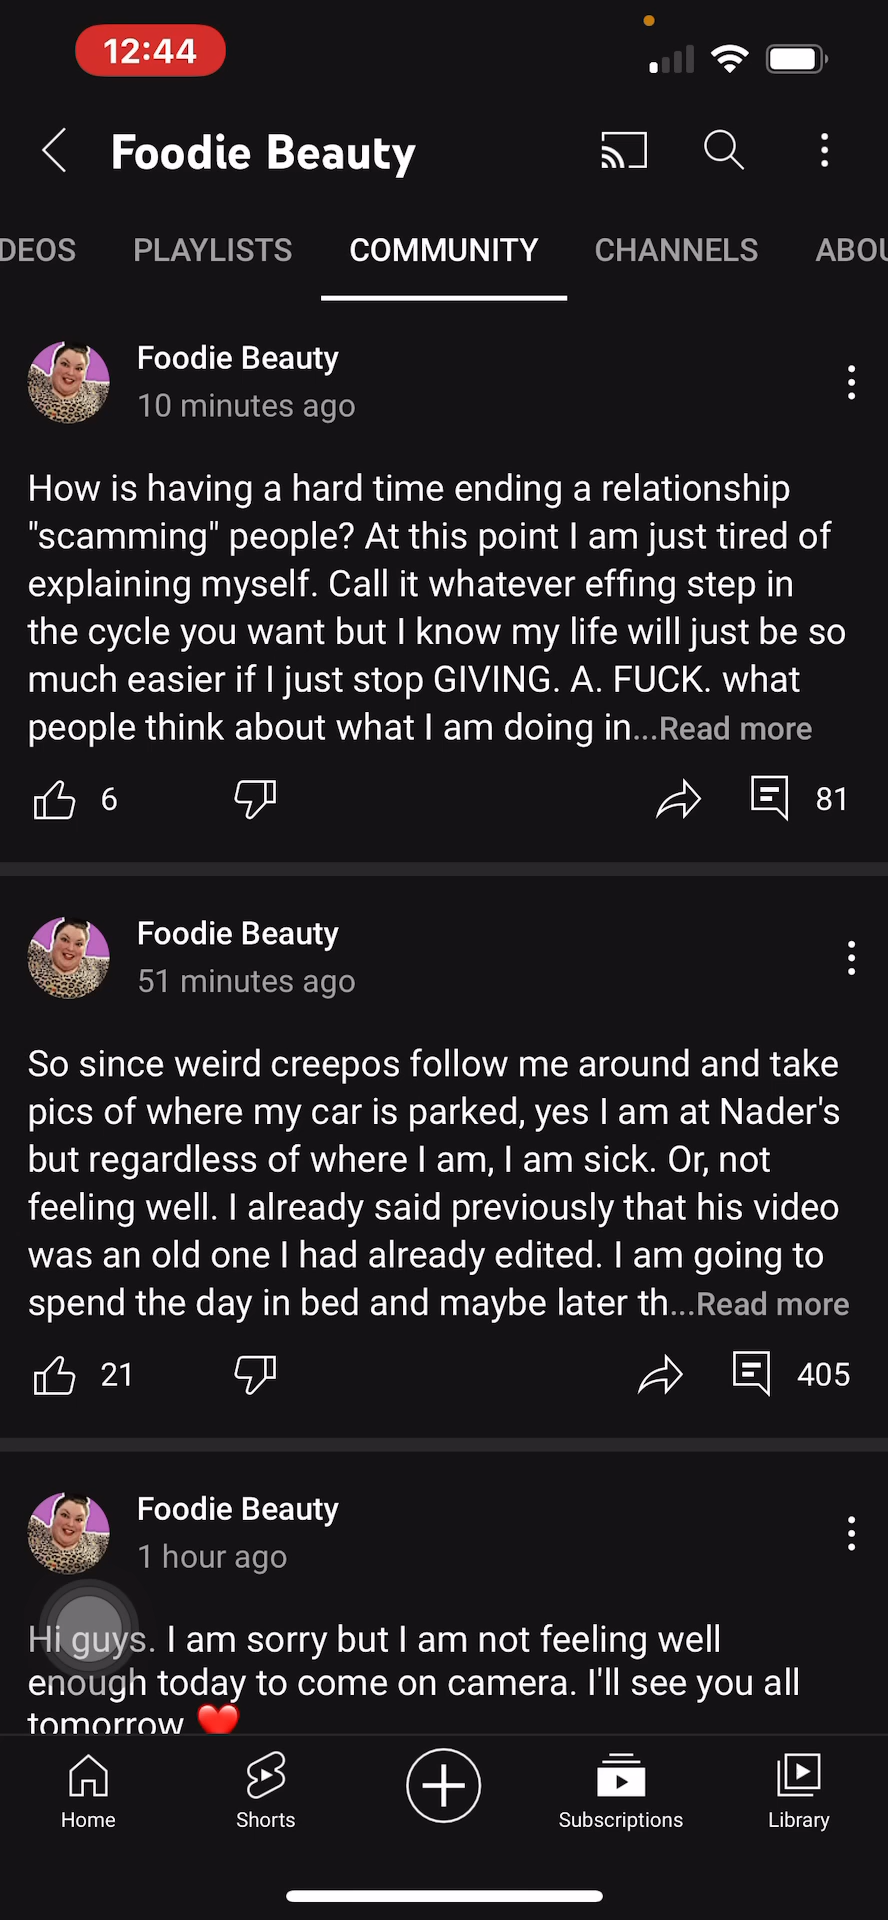 12:44
Foodie Beauty
DEOS PLAYLISTS COMMUNITY CHANNELS ABOU
Foodie Beauty
10 minutes ago
How is having a hard time ending a relationship
"scamming" people? At this point I am just tired of
explaining myself. Call it whatever effing step in
the cycle you want but I know my life will just be so
much easier if I just stop GIVING. A. FUCK. what
people think about what I am doing in...Read more
6 81
Foodie Beauty
51 minutes ago
So since weird creepos follow me around and take
pics of where my car is parked, yes I am at Nader's
but regardless of where I am, I am sick. Or, not
feeling well. I already said previously that his video
was an old one I had already edited. I am going to
spend the day in bed and maybe later th...Read more
21 405
Foodie Beauty
1 hour ago
Hi guys. I am sorry but I am not feeling well
enough today to come on camera. I'll see you all
tomorrow ❤️
Home Shorts Subscriptions Library